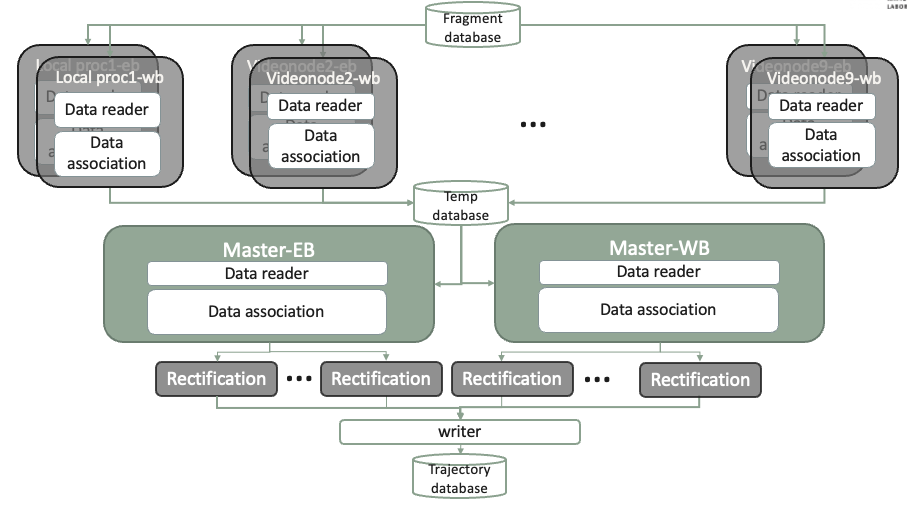 LABOR
Fragment
database
Local proc1-eb
Local proc1-wb
Data reader
Data
association
Videonode2-eb
Videonode2-wb
Data reader
Data
association
...
Videonode9-eb
Videonode9-wb
Data reader
Data
association
Temp
database
Master-EB
Data reader
Data association
Master-WB
Data reader
Data association
Rectification
...
Rectification
Rectification
...
Rectification
writer
Trajectory
database